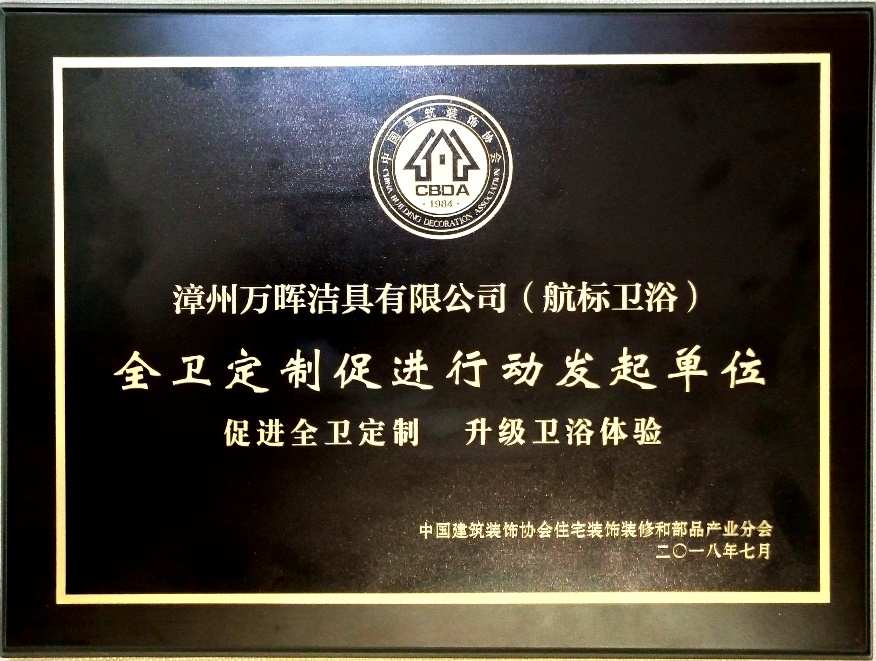 中国建筑装饰协会
CBDA
·1984·
CHINA BUILDING DECORATION ASSOCIATION
漳州万晖洁具有限公司（航标卫浴）
全卫定制促进行动发起单位
促进全卫定制 升级卫浴体验
中国建筑装饰协会住宅装饰装修和部品产业分会
二〇一八年七月